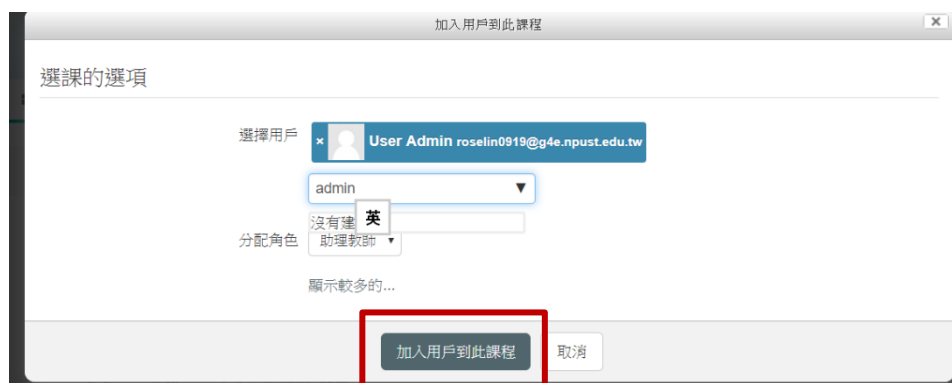 加入用戶到此課程
選課的選項
選擇用戶
× User Admin roselin0919@g4e.npust.edu.tw
admin ▼
沒有建
英
分配角色 助理教師 ▼
顯示較多的...
加入用戶到此課程 取消